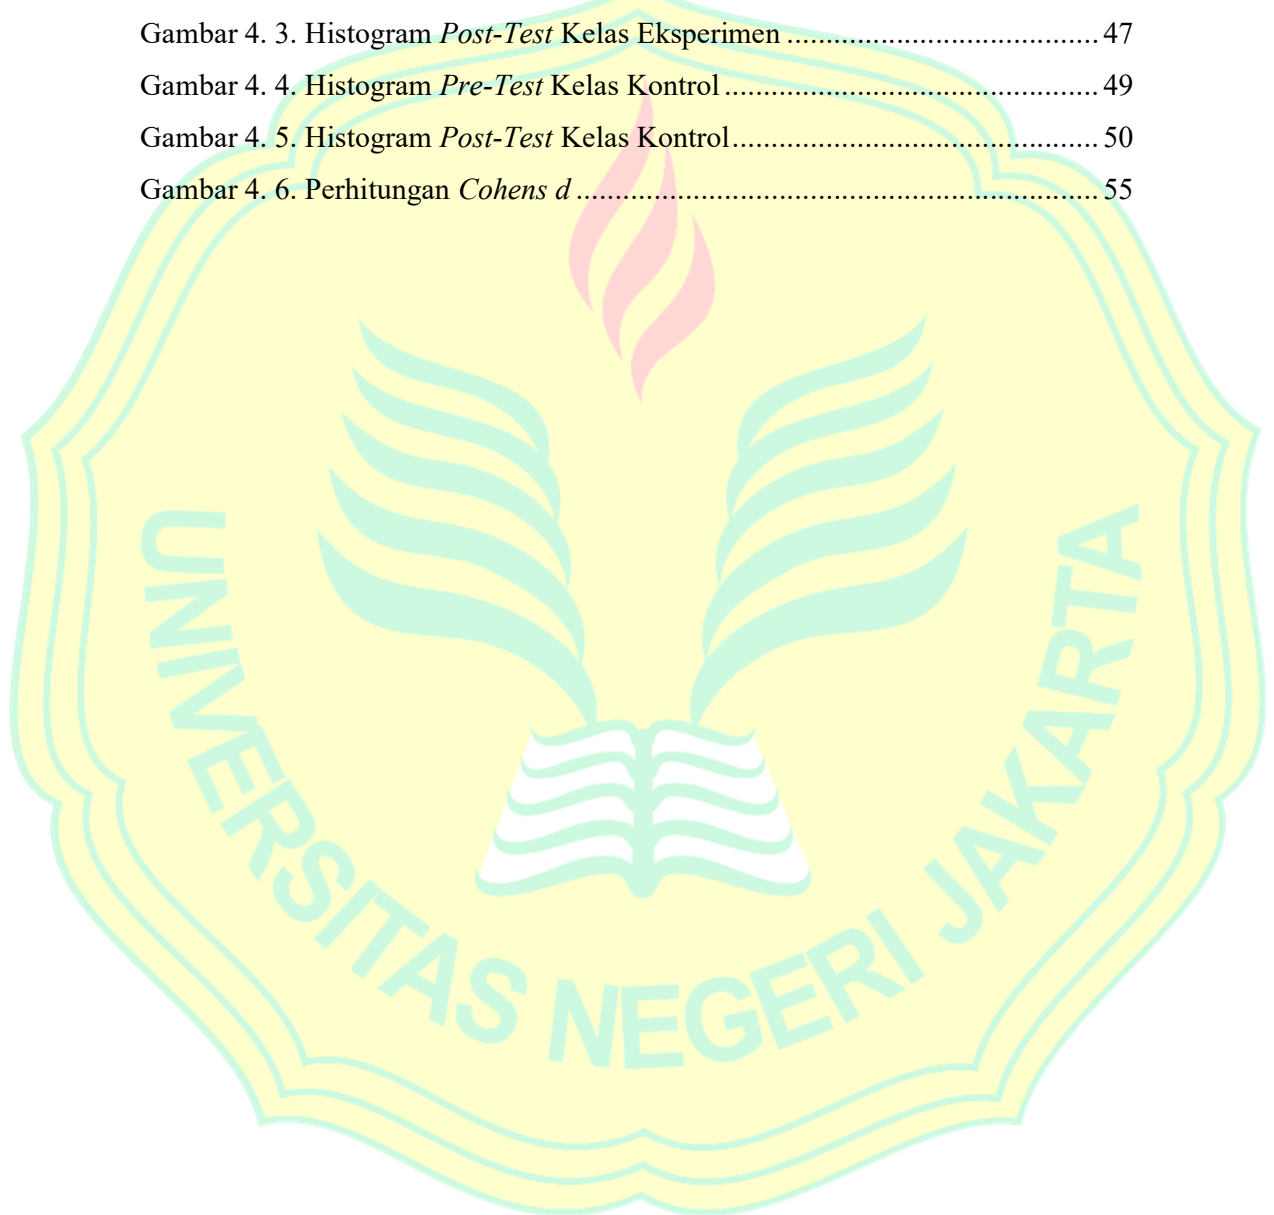 Gambar 4. 3. Histogram Post-Test Kelas Eksperimen ........................................ 47
Gambar 4. 4. Histogram Pre-Test Kelas Kontrol ................................................ 49
Gambar 4. 5. Histogram Post-Test Kelas Kontrol............................................... 50
Gambar 4. 6. Perhitungan Cohens d .................................................................... 55
UNIVERSITAS NEGERI JAKARTA